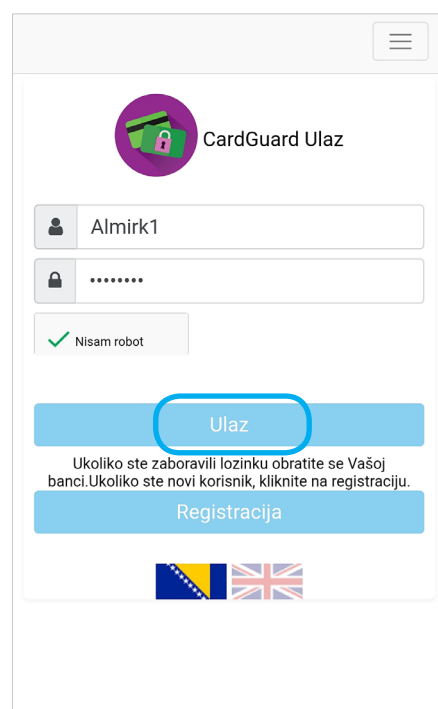 CardGuard Ulaz
Almirk1
••••••••
Nisam robot
Ulaz
Ukoliko ste zaboravili lozinku obratite se Vašoj
banci.Ukoliko ste novi korisnik, kliknite na registraciju.
Registracija